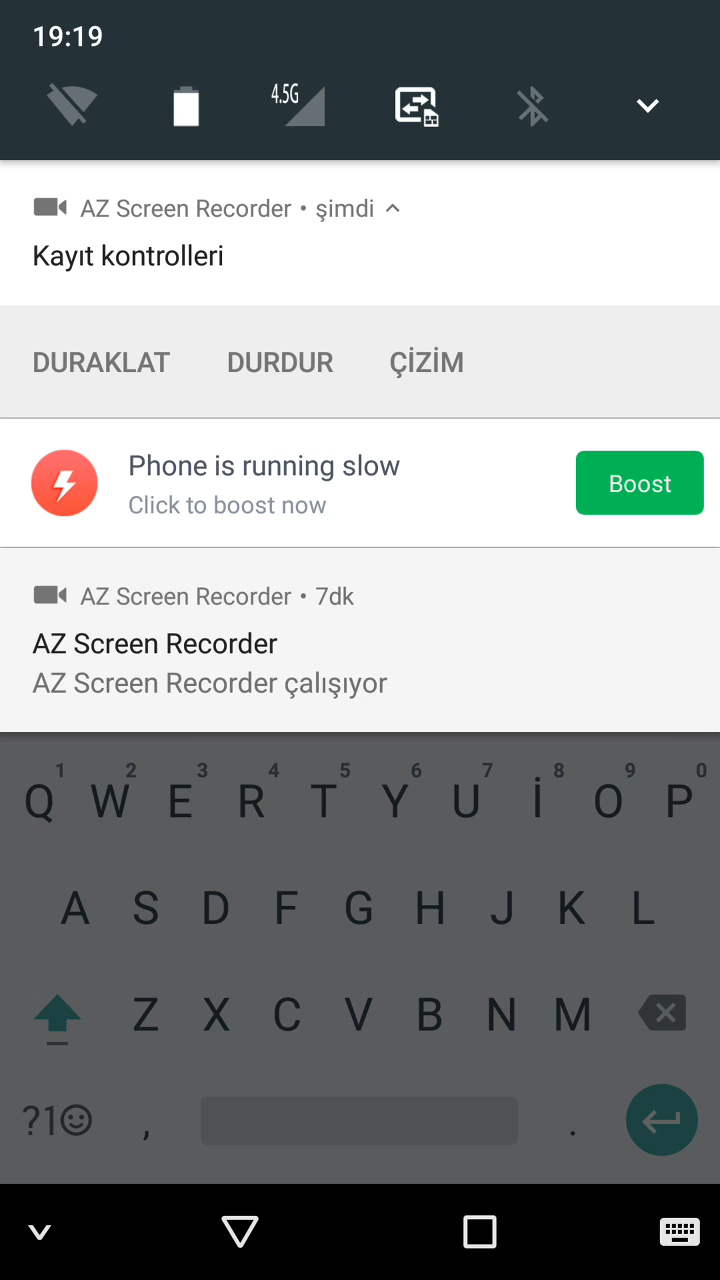 19:19
4.5G
AZ Screen Recorder • şimdi
Kayıt kontrolleri
DURAKLAT DURDUR ÇİZİM
Phone is running slow
Click to boost now
Boost
AZ Screen Recorder • 7dk
AZ Screen Recorder
AZ Screen Recorder çalışıyor
1 2 3 4 5 6 7 8 9 0
Q W E R T Y U İ O P
A S D F G H J K L
Z X C V B N M
?1☺ , .